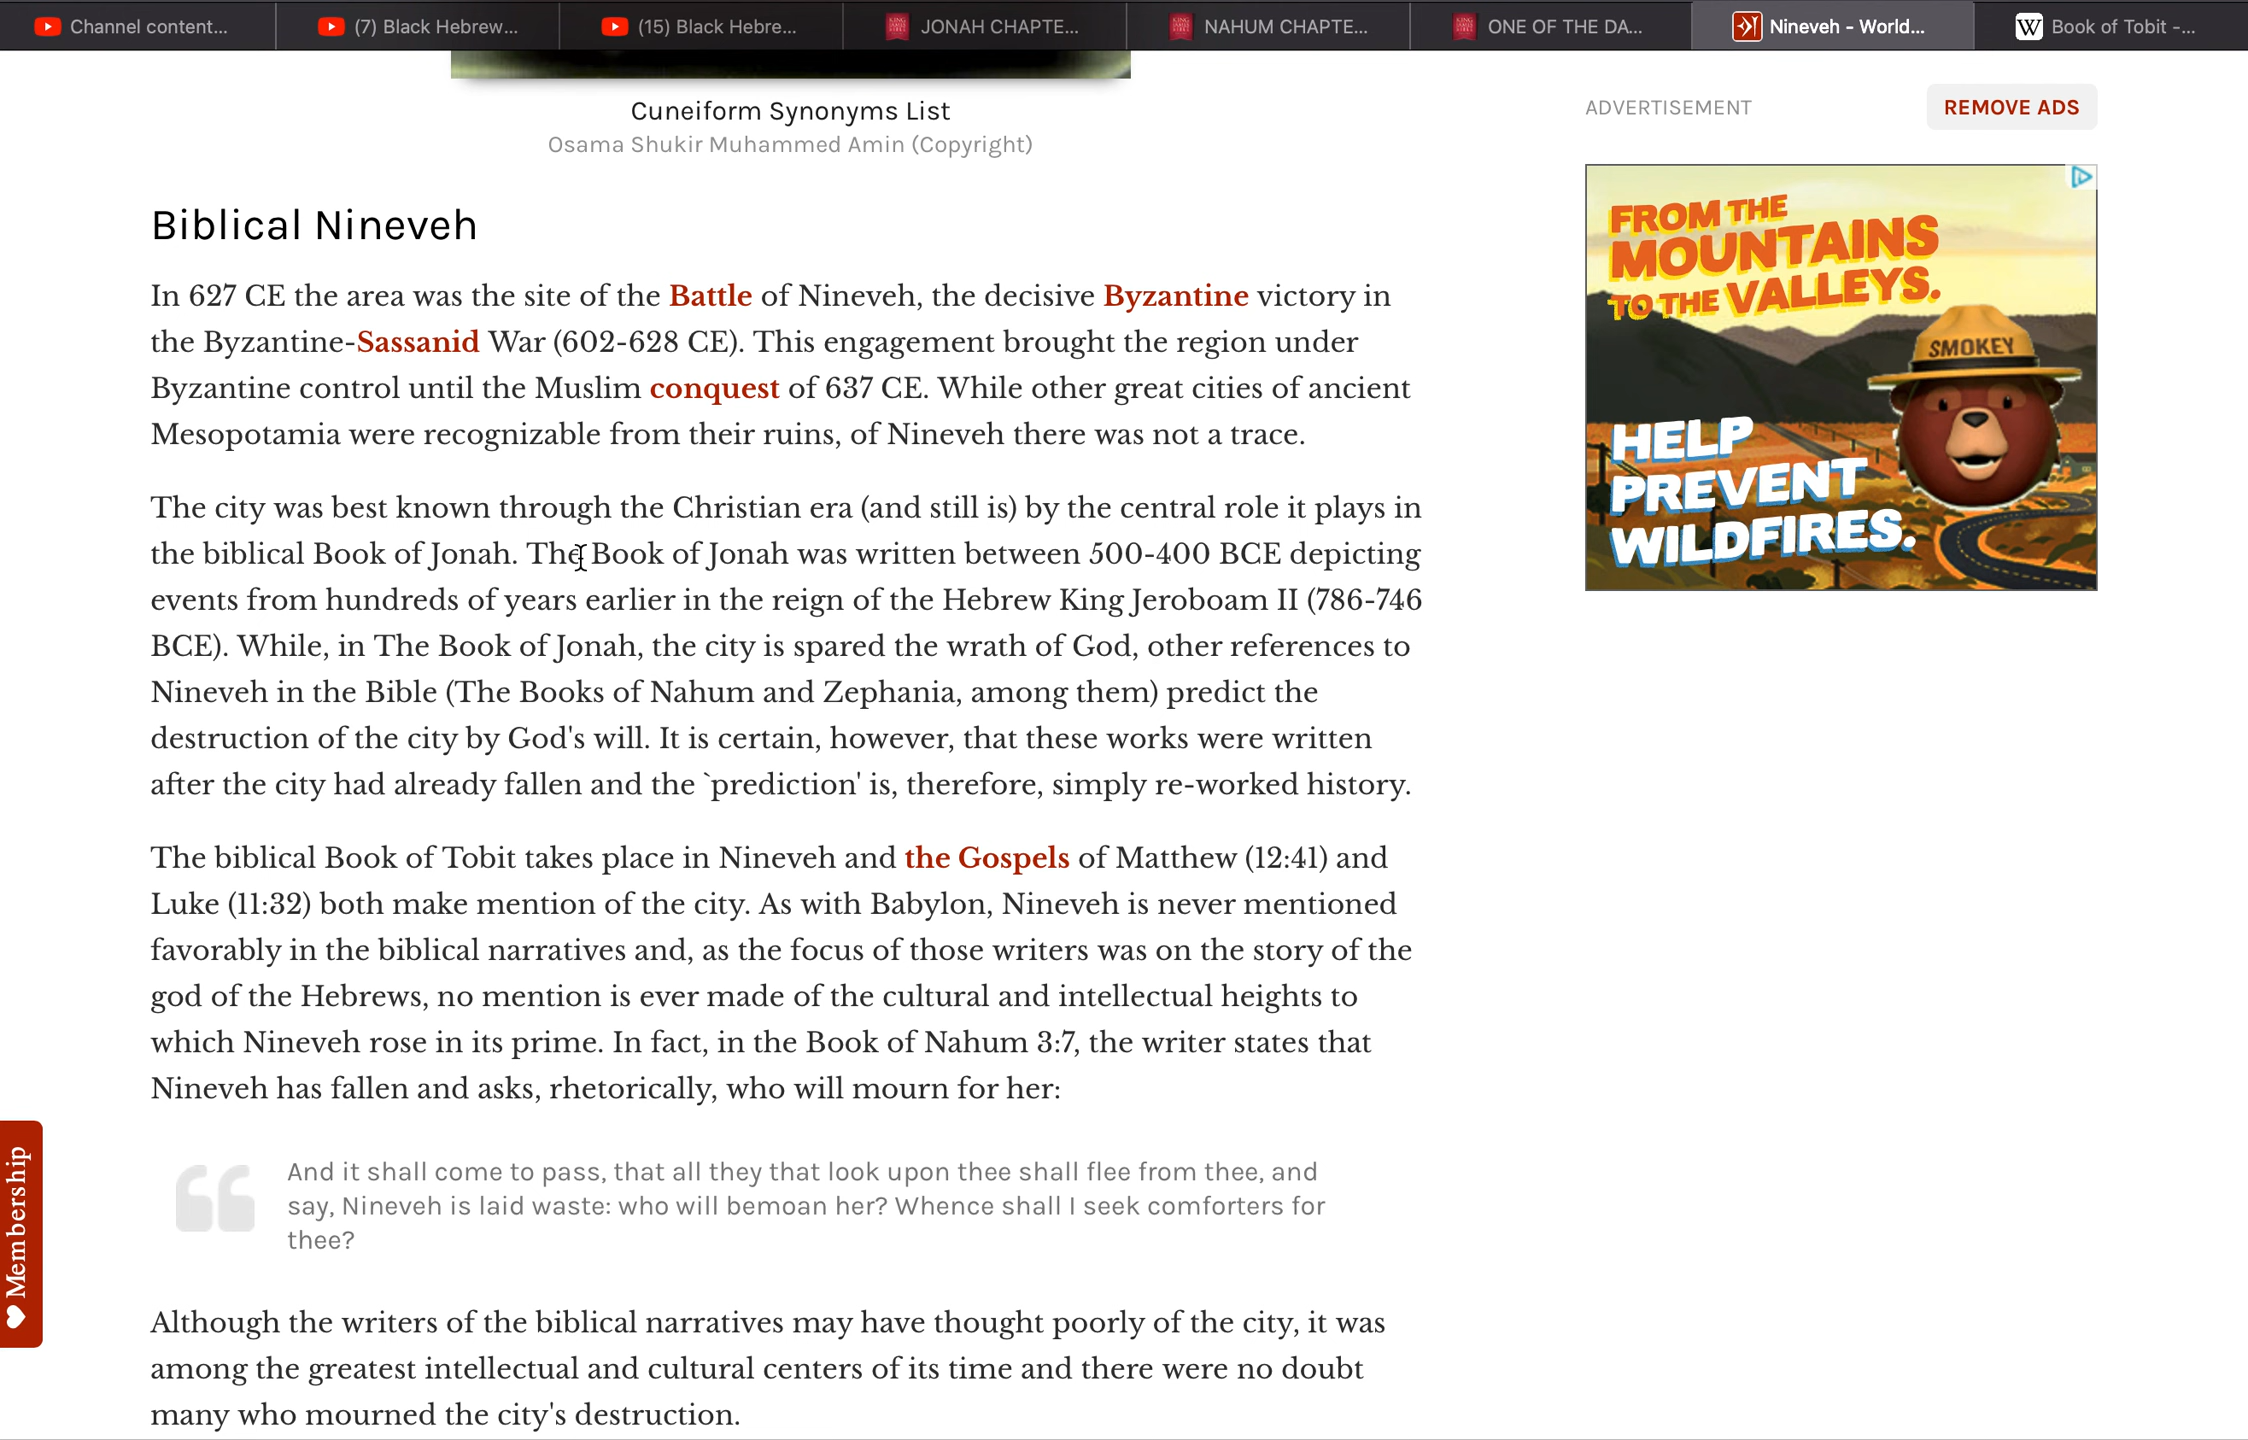 Channel content...
(7) Black Hebrew...
(15) Black Hebre...
JONAH CHAPTE...
NAHUM CHAPTE...
ONE OF THE DA...
Nineveh - World...
W Book of Tobit -...
Cuneiform Synonyms List
Osama Shukir Muhammed Amin (Copyright)
Biblical Nineveh
In 627 CE the area was the site of the Battle of Nineveh, the decisive Byzantine victory in
the Byzantine-Sassanid War (602-628 CE). This engagement brought the region under
Byzantine control until the Muslim conquest of 637 CE. While other great cities of ancient
Mesopotamia were recognizable from their ruins, of Nineveh there was not a trace.
The city was best known through the Christian era (and still is) by the central role it plays in
the biblical Book of Jonah. The Book of Jonah was written between 500-400 BCE depicting
events from hundreds of years earlier in the reign of the Hebrew King Jeroboam II (786-746
BCE). While, in The Book of Jonah, the city is spared the wrath of God, other references to
Nineveh in the Bible (The Books of Nahum and Zephania, among them) predict the
destruction of the city by God's will. It is certain, however, that these works were written
after the city had already fallen and the `prediction' is, therefore, simply re-worked history.
The biblical Book of Tobit takes place in Nineveh and the Gospels of Matthew (12:41) and
Luke (11:32) both make mention of the city. As with Babylon, Nineveh is never mentioned
favorably in the biblical narratives and, as the focus of those writers was on the story of the
god of the Hebrews, no mention is ever made of the cultural and intellectual heights to
which Nineveh rose in its prime. In fact, in the Book of Nahum 3:7, the writer states that
Nineveh has fallen and asks, rhetorically, who will mourn for her:
And it shall come to pass, that all they that look upon thee shall flee from thee, and
say, Nineveh is laid waste: who will bemoan her? Whence shall I seek comforters for
thee?
Although the writers of the biblical narratives may have thought poorly of the city, it was
among the greatest intellectual and cultural centers of its time and there were no doubt
many who mourned the city's destruction.
Membership
ADVERTISEMENT
REMOVE ADS
FROM THE
MOUNTAINS
TO THE VALLEYS.
SMOKEY
HELP
PREVENT
WILDFIRES.